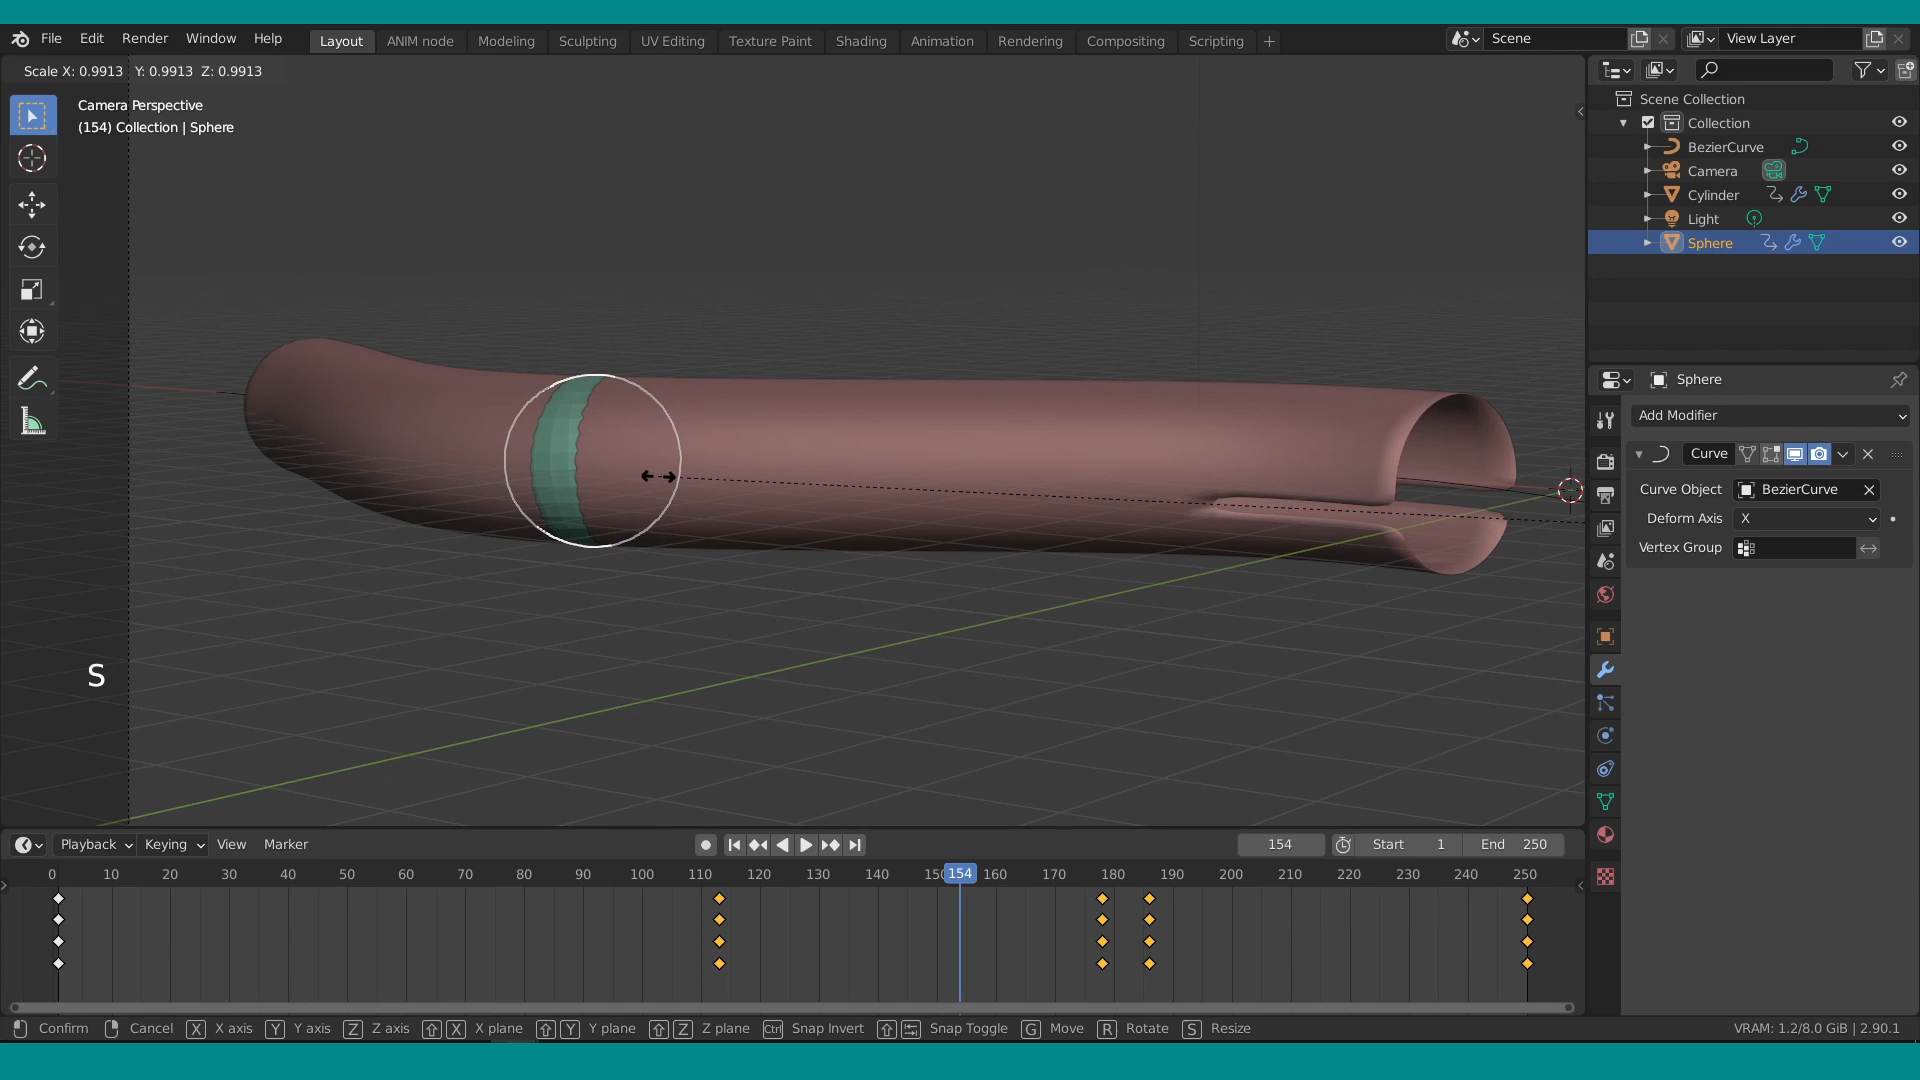 File Edit Render Window Help Layout ANIM node Modeling Sculpting UV Editing Texture Paint Shading Animation Rendering Compositing Scripting + Scene View Layer
Scale X: 0.9913 Y: 0.9913 Z: 0.9913
Camera Perspective
(154) Collection | Sphere
Scene Collection
Collection
BezierCurve
Camera
Cylinder
Light
Sphere
Sphere
Add Modifier
Curve
Curve Object BezierCurve
Deform Axis X
Vertex Group
S
Playback Keying View Marker 154 Start 1 End 250
0 10 20 30 40 50 60 70 80 90 100 110 120 130 140 150 154 160 170 180 190 200 210 220 230 240 250
Confirm Cancel X X axis Y Y axis Z Z axis X X plane Y Y plane Z Z plane Ctrl Snap Invert Snap Toggle G Move R Rotate S Resize VRAM: 1.2/8.0 GiB | 2.90.1